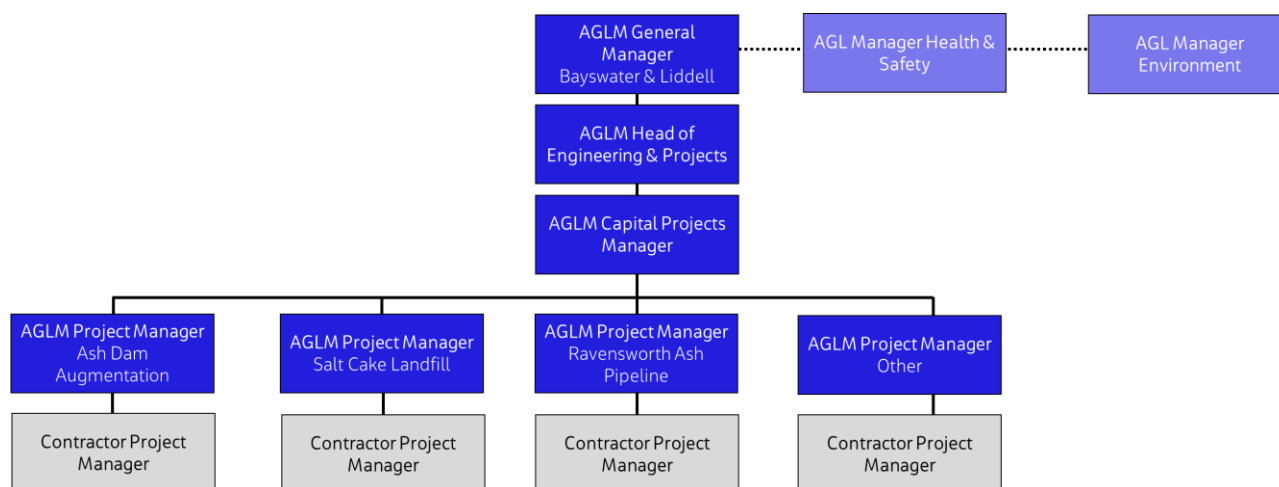 AGLM General
Manager
Bayswater & Liddell
AGL Manager Health &
Safety
AGL Manager
Environment
AGLM Head of
Engineering & Projects
AGLM Capital Projects
Manager
AGLM Project Manager
Ash Dam
Augmentation
AGLM Project Manager
Salt Cake Landfill
AGLM Project Manager
Ravensworth Ash
Pipeline
AGLM Project Manager
Other
Contractor Project
Manager
Contractor Project
Manager
Contractor Project
Manager
Contractor Project
Manager